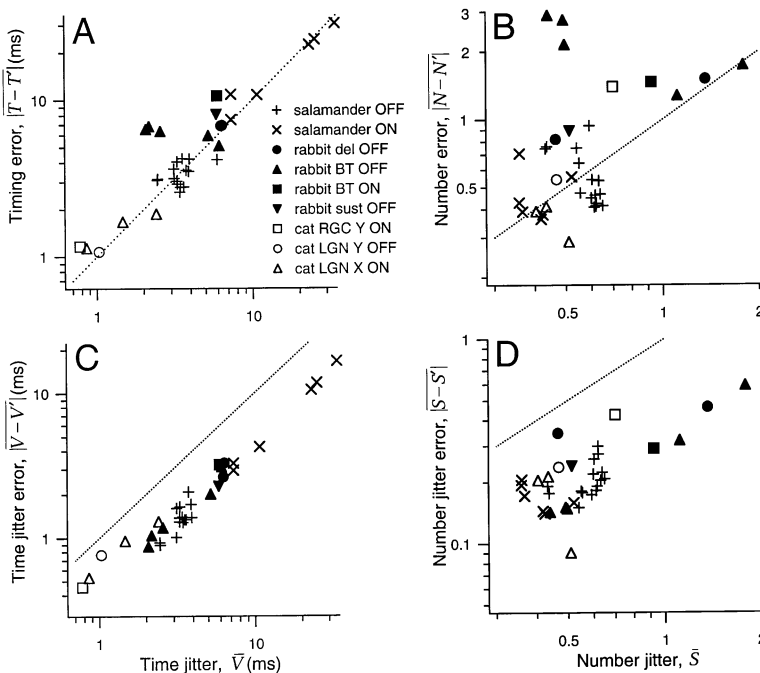 A
Timing error, |T − T′| (ms)
10
1
1
10
+ salamander OFF
× salamander ON
● rabbit del OFF
▲ rabbit BT OFF
■ rabbit BT ON
▼ rabbit sust OFF
□ cat RGC Y ON
○ cat LGN Y OFF
△ cat LGN X ON
B
Number error, |N − N′|
3
2
1
0.5
0.5
1
2
C
Time jitter error, |V − V′| (ms)
10
1
1
10
Time jitter, V̄ (ms)
D
Number jitter error, |S − S′|
1
0.1
0.5
1
2
Number jitter, S̄